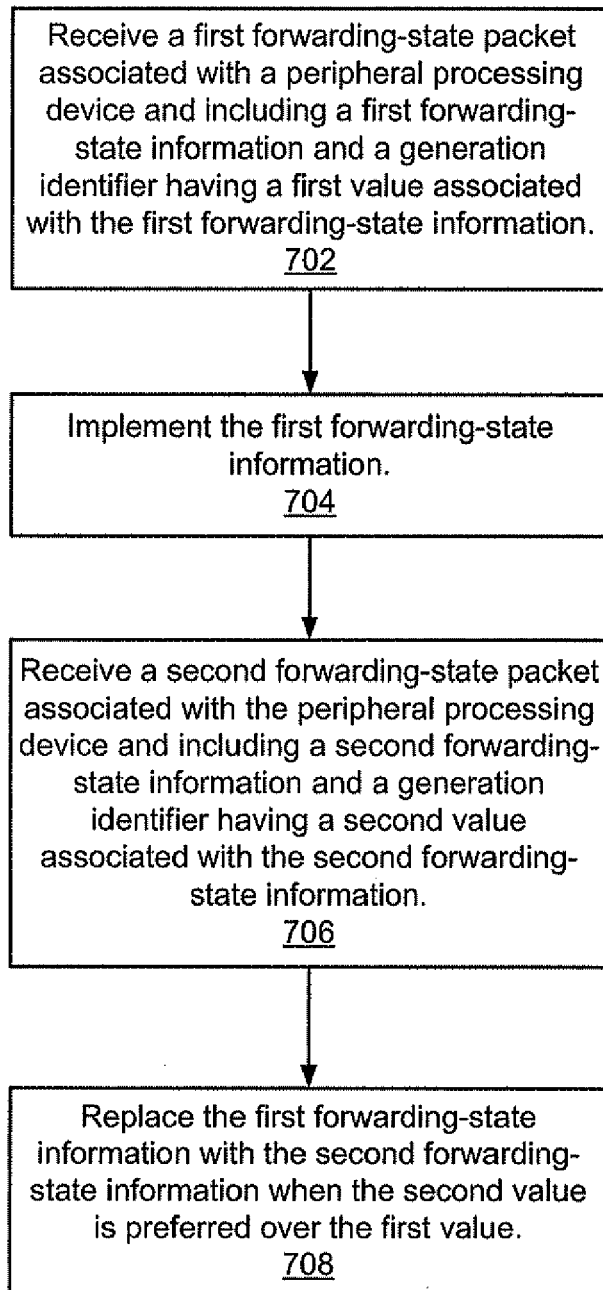 Receive a first forwarding-state packet
associated with a peripheral processing
device and including a first forwarding-
state information and a generation
identifier having a first value associated
with the first forwarding-state information.
702
Implement the first forwarding-state
information.
704
Receive a second forwarding-state packet
associated with the peripheral processing
device and including a second forwarding-
state information and a generation
identifier having a second value
associated with the second forwarding-
state information.
706
Replace the first forwarding-state
information with the second forwarding-
state information when the second value
is preferred over the first value.
708